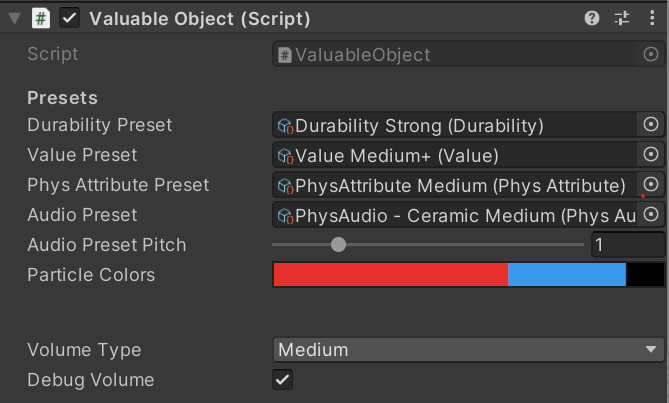 Valuable Object (Script)
Script ValuableObject
Presets
Durability Preset Durability Strong (Durability)
Value Preset Value Medium+ (Value)
Phys Attribute Preset PhysAttribute Medium (Phys Attribute)
Audio Preset PhysAudio - Ceramic Medium (Phys Au
Audio Preset Pitch 1
Particle Colors
Volume Type Medium
Debug Volume